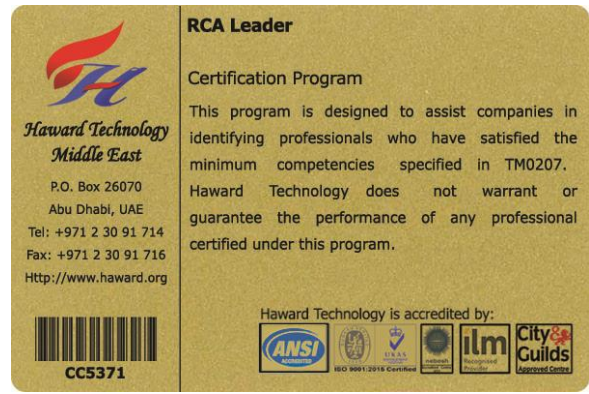 RCA Leader
Certification Program
This program is designed to assist companies in
identifying professionals who have satisfied the
minimum competencies specified in TM0207.
Haward Technology does not warrant or
guarantee the performance of any professional
certified under this program.
H
Haward Technology
Middle East
P.O. Box 26070
Abu Dhabi, UAE
Tel: +971 2 30 91 714
Fax: +971 2 30 91 716
Http://www.haward.org
CC5371
Haward Technology is accredited by:
ANSI
ACCREDITED
UKAS
ISO 9001:2015 Certified
nebosh
ilm
Recognised
Provider
City&
Guilds
Approved Centre